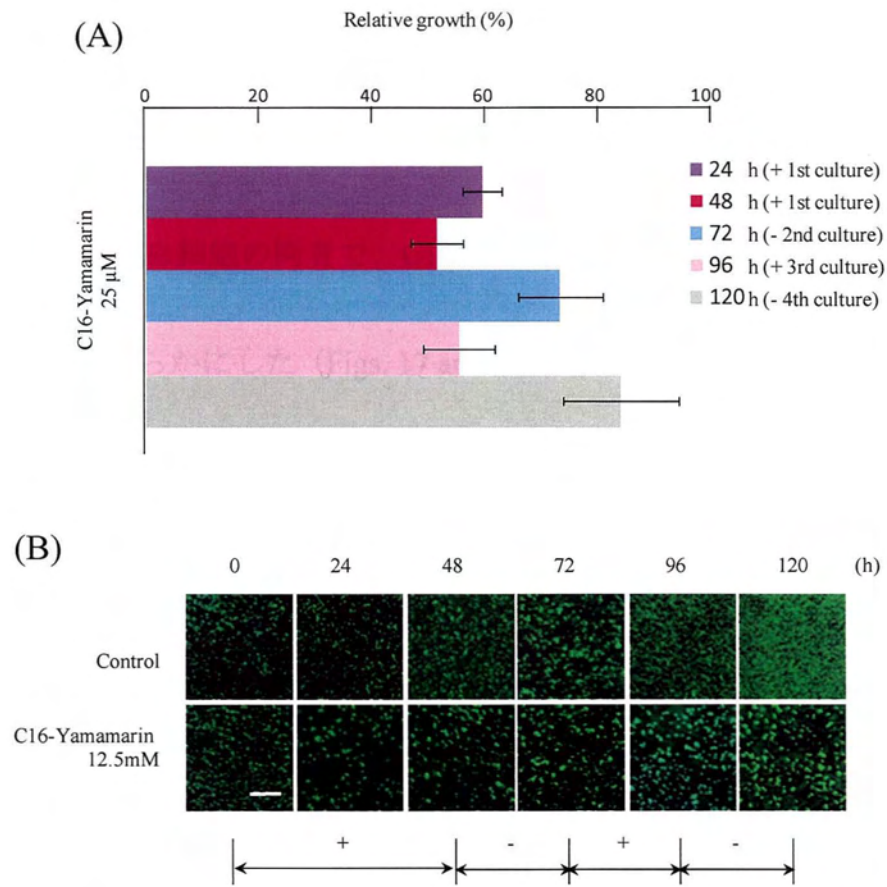 Relative growth (%)
(A)
0 20 40 60 80 100
C16-Yamamarin
25 μM
24 h (+ 1st culture)
48 h (+ 1st culture)
72 h (- 2nd culture)
96 h (+ 3rd culture)
120 h (- 4th culture)
(B)
0 24 48 72 96 120 (h)
Control
C16-Yamamarin
12.5mM
+ - + -